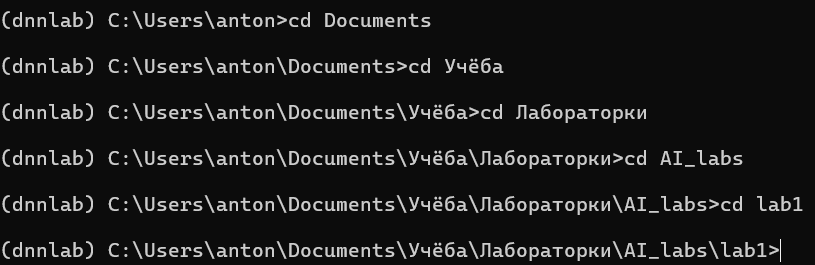 (dnnlab) C:\Users\anton>cd Documents
(dnnlab) C:\Users\anton\Documents>cd Учёба
(dnnlab) C:\Users\anton\Documents\Учёба>cd Лабораторки
(dnnlab) C:\Users\anton\Documents\Учёба\Лабораторки>cd AI_labs
(dnnlab) C:\Users\anton\Documents\Учёба\Лабораторки\AI_labs>cd lab1
(dnnlab) C:\Users\anton\Documents\Учёба\Лабораторки\AI_labs\lab1>